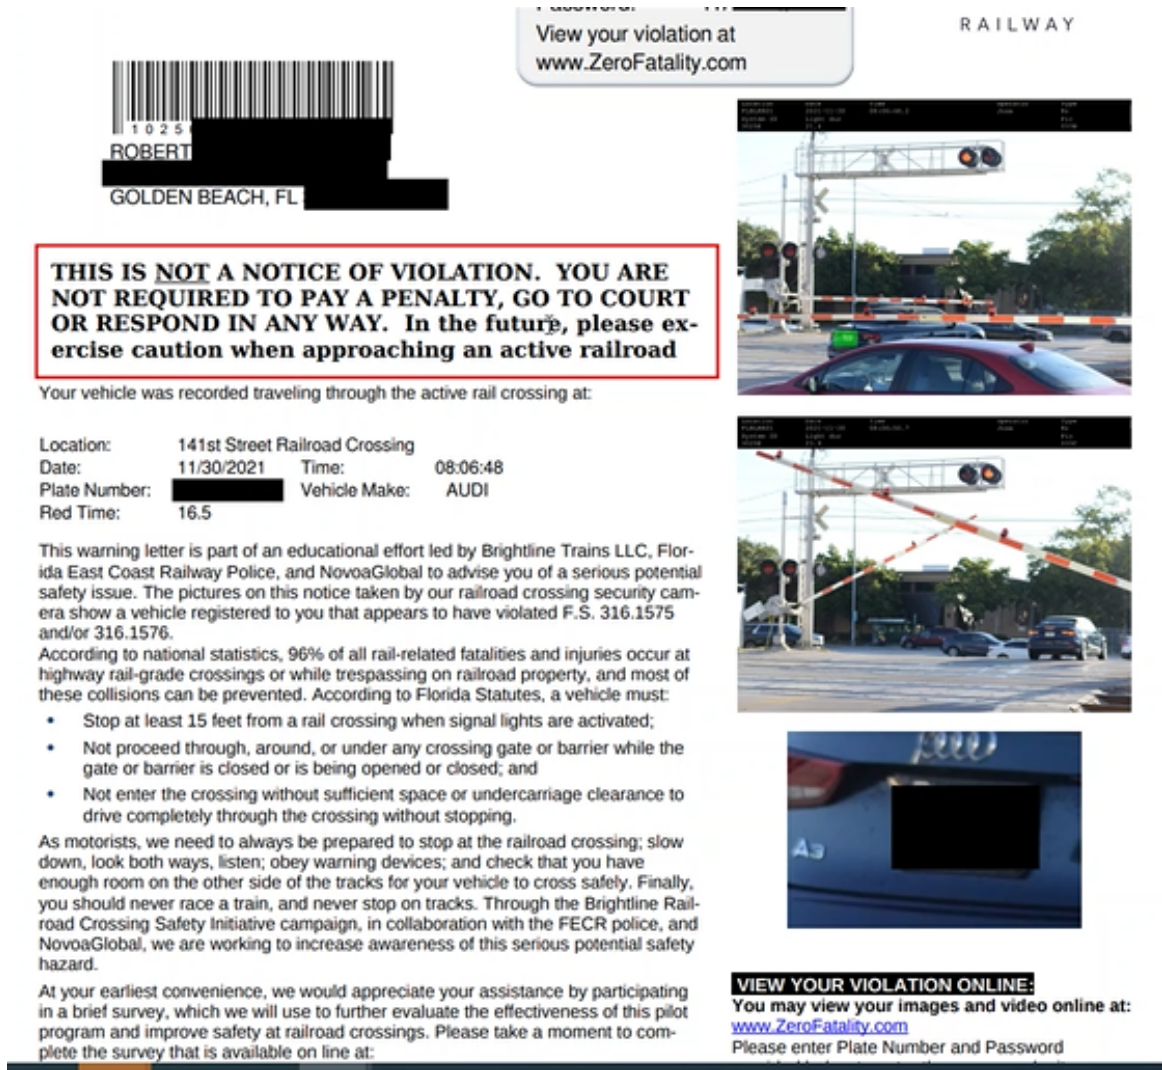 Password:
View your violation at
www.ZeroFatality.com
RAILWAY
1025
ROBERT
GOLDEN BEACH, FL
THIS IS NOT A NOTICE OF VIOLATION. YOU ARE
NOT REQUIRED TO PAY A PENALTY, GO TO COURT
OR RESPOND IN ANY WAY. In the future, please ex-
ercise caution when approaching an active railroad
Your vehicle was recorded traveling through the active rail crossing at:
Location: 141st Street Railroad Crossing
Date: 11/30/2021 Time: 08:06:48
Plate Number: Vehicle Make: AUDI
Red Time: 16.5
This warning letter is part of an educational effort led by Brightline Trains LLC, Flor-
ida East Coast Railway Police, and NovoaGlobal to advise you of a serious potential
safety issue. The pictures on this notice taken by our railroad crossing security cam-
era show a vehicle registered to you that appears to have violated F.S. 316.1575
and/or 316.1576.
According to national statistics, 96% of all rail-related fatalities and injuries occur at
highway rail-grade crossings or while trespassing on railroad property, and most of
these collisions can be prevented. According to Florida Statutes, a vehicle must:
• Stop at least 15 feet from a rail crossing when signal lights are activated;
• Not proceed through, around, or under any crossing gate or barrier while the
gate or barrier is closed or is being opened or closed; and
• Not enter the crossing without sufficient space or undercarriage clearance to
drive completely through the crossing without stopping.
As motorists, we need to always be prepared to stop at the railroad crossing; slow
down, look both ways, listen; obey warning devices; and check that you have
enough room on the other side of the tracks for your vehicle to cross safely. Finally,
you should never race a train, and never stop on tracks. Through the Brightline Rail-
road Crossing Safety Initiative campaign, in collaboration with the FECR police, and
NovoaGlobal, we are working to increase awareness of this serious potential safety
hazard.
At your earliest convenience, we would appreciate your assistance by participating
in a brief survey, which we will use to further evaluate the effectiveness of this pilot
program and improve safety at railroad crossings. Please take a moment to com-
plete the survey that is available on line at:
A3
VIEW YOUR VIOLATION ONLINE:
You may view your images and video online at:
www.ZeroFatality.com
Please enter Plate Number and Password